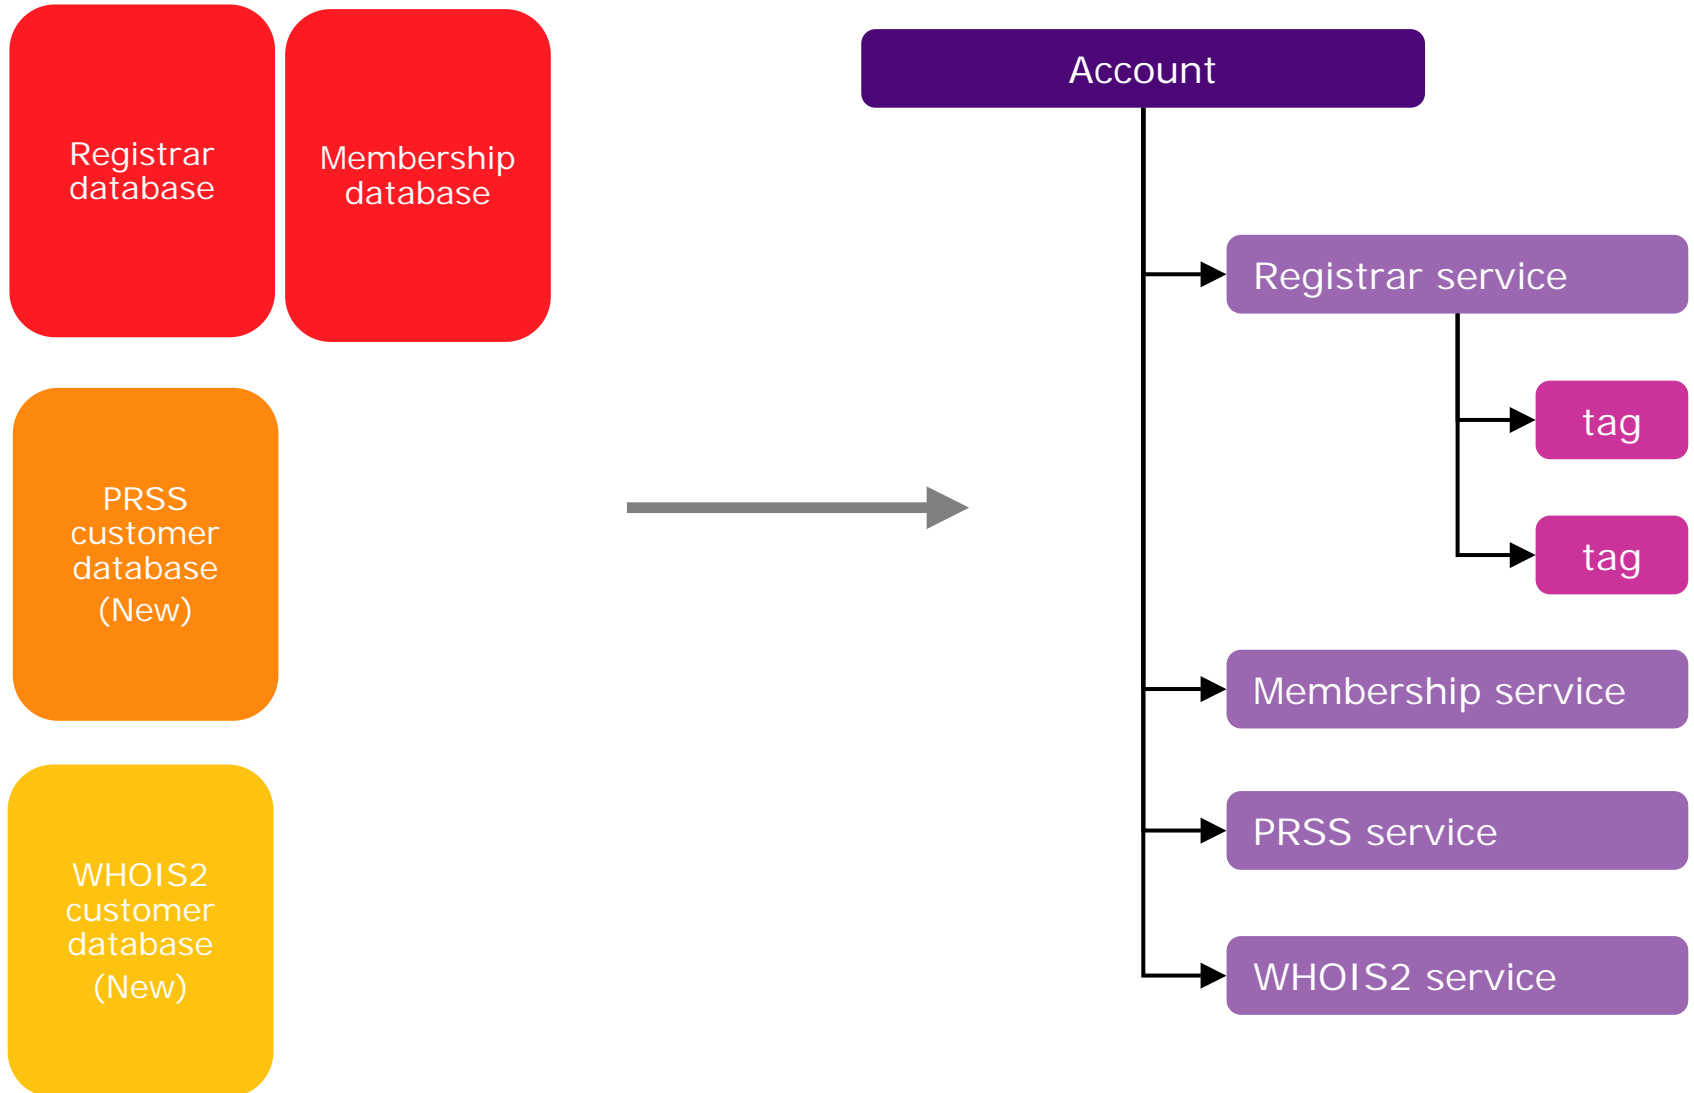 Registrar
database
Membership
database
PRSS
customer
database
(New)
WHOIS2
customer
database
(New)
Account
Registrar service
tag
tag
Membership service
PRSS service
WHOIS2 service